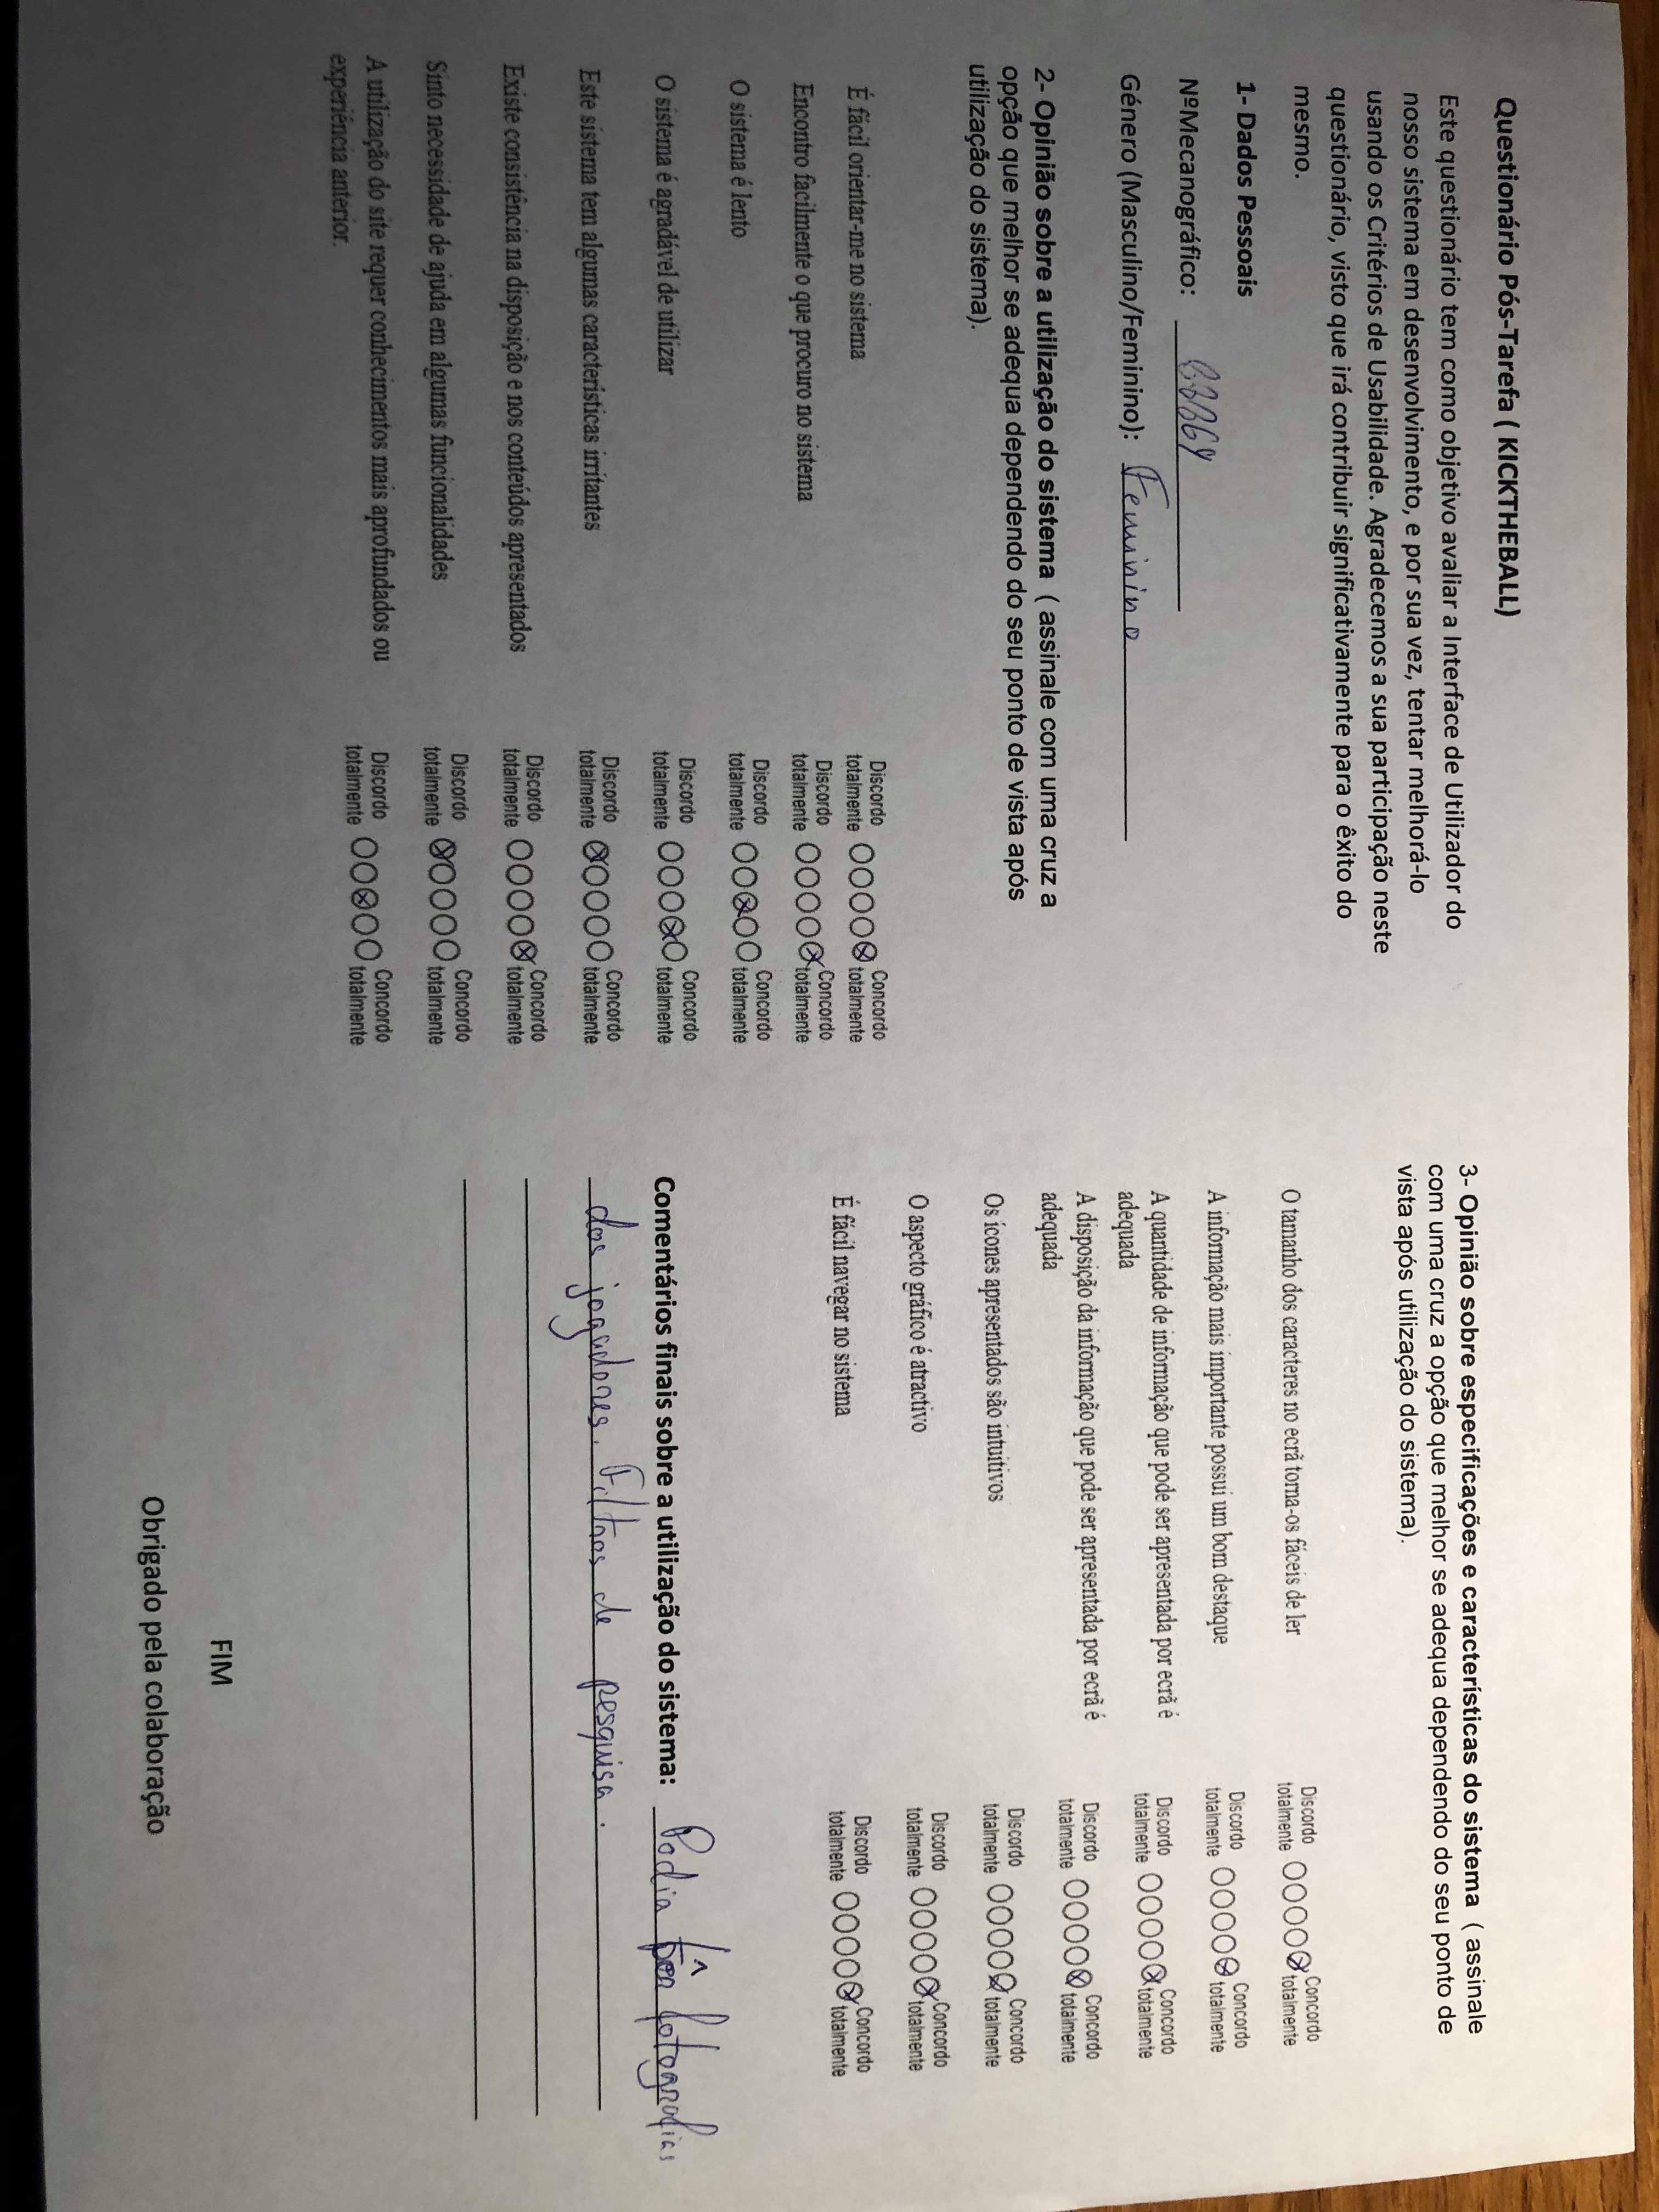 Questionário Pós-Tarefa ( KICKTHEBALL)
Este questionário tem como objetivo avaliar a Interface de Utilizador do
nosso sistema em desenvolvimento, e por sua vez, tentar melhorá-lo
usando os Critérios de Usabilidade. Agradecemos a sua participação neste
questionário, visto que irá contribuir significativamente para o êxito do
mesmo.
1- Dados Pessoais
NºMecanográfico:
Género (Masculino/Feminino): Feminino
2- Opinião sobre a utilização do sistema ( assinale com uma cruz a
opção que melhor se adequa dependendo do seu ponto de vista após
utilização do sistema).
É fácil orientar-me no sistema
Discordo Concordo
totalmente totalmente
Encontro facilmente o que procuro no sistema
Discordo Concordo
totalmente totalmente
O sistema é lento
Discordo Concordo
totalmente totalmente
O sistema é agradável de utilizar
Discordo Concordo
totalmente totalmente
Este sistema tem algumas características irritantes
Discordo Concordo
totalmente totalmente
Existe consistência na disposição e nos conteúdos apresentados
Discordo Concordo
totalmente totalmente
Sinto necessidade de ajuda em algumas funcionalidades
Discordo Concordo
totalmente totalmente
A utilização do site requer conhecimentos mais aprofundados ou
experiência anterior.
Discordo Concordo
totalmente totalmente
3- Opinião sobre especificações e características do sistema ( assinale
com uma cruz a opção que melhor se adequa dependendo do seu ponto de
vista após utilização do sistema).
O tamanho dos caracteres no ecrã torna-os fáceis de ler
Discordo Concordo
totalmente totalmente
A informação mais importante possui um bom destaque
Discordo Concordo
totalmente totalmente
A quantidade de informação que pode ser apresentada por ecrã é
adequada
Discordo Concordo
totalmente totalmente
A disposição da informação que pode ser apresentada por ecrã é
adequada
Discordo Concordo
totalmente totalmente
Os ícones apresentados são intuitivos
Discordo Concordo
totalmente totalmente
O aspecto gráfico é atractivo
Discordo Concordo
totalmente totalmente
É fácil navegar no sistema
Discordo Concordo
totalmente totalmente
Comentários finais sobre a utilização do sistema: Podia fotografias
dos jogadores. Filtros de pesquisa.
FIM
Obrigado pela colaboração